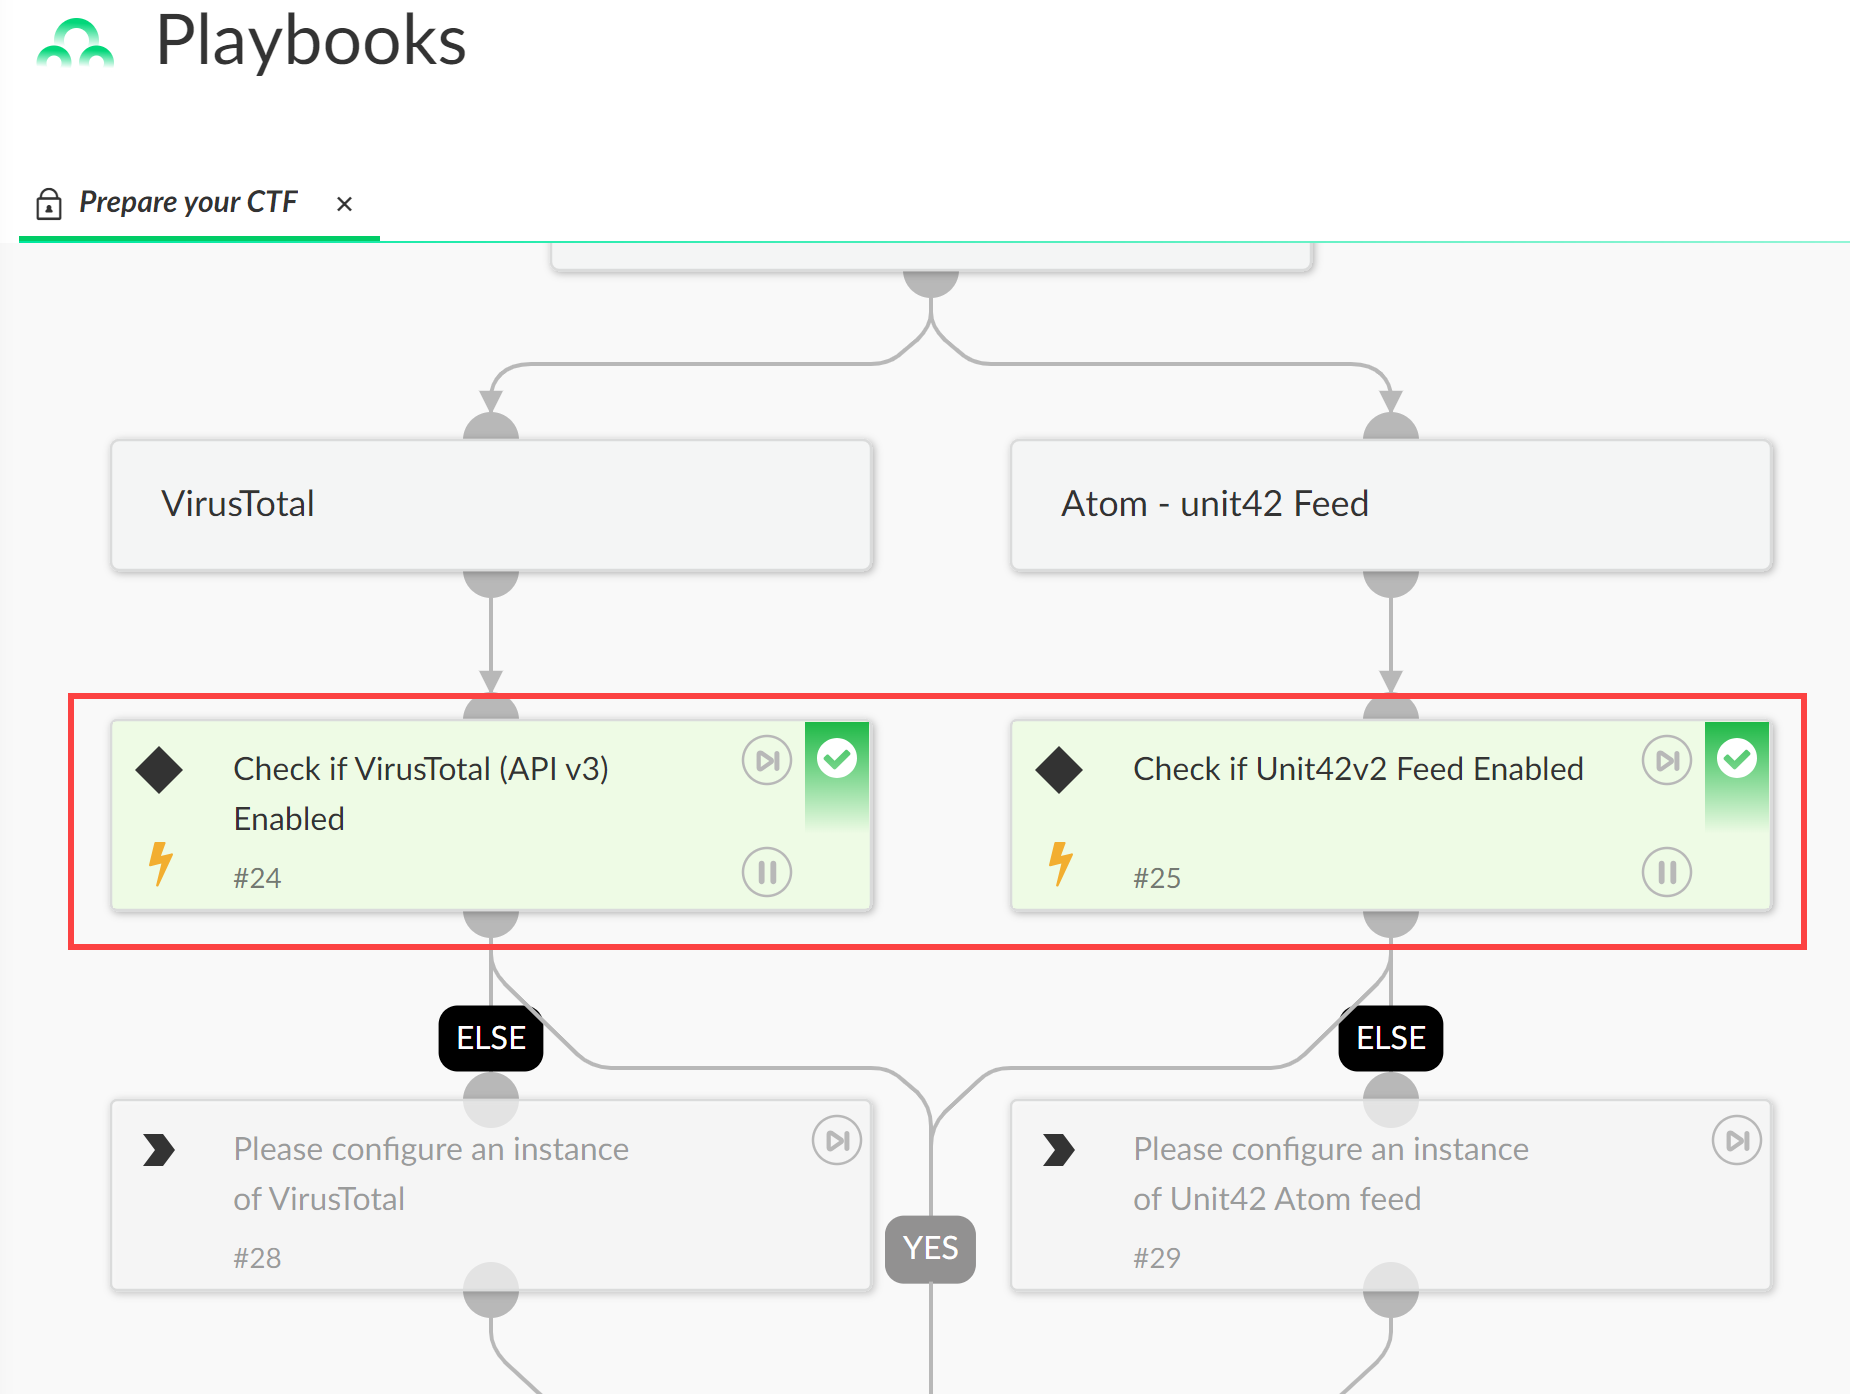 Playbooks
Prepare your CTF ×
VirusTotal
Atom - unit42 Feed
Check if VirusTotal (API v3)
Enabled
#24
Check if Unit42v2 Feed Enabled
#25
ELSE
ELSE
Please configure an instance
of VirusTotal
#28
YES
Please configure an instance
of Unit42 Atom feed
#29